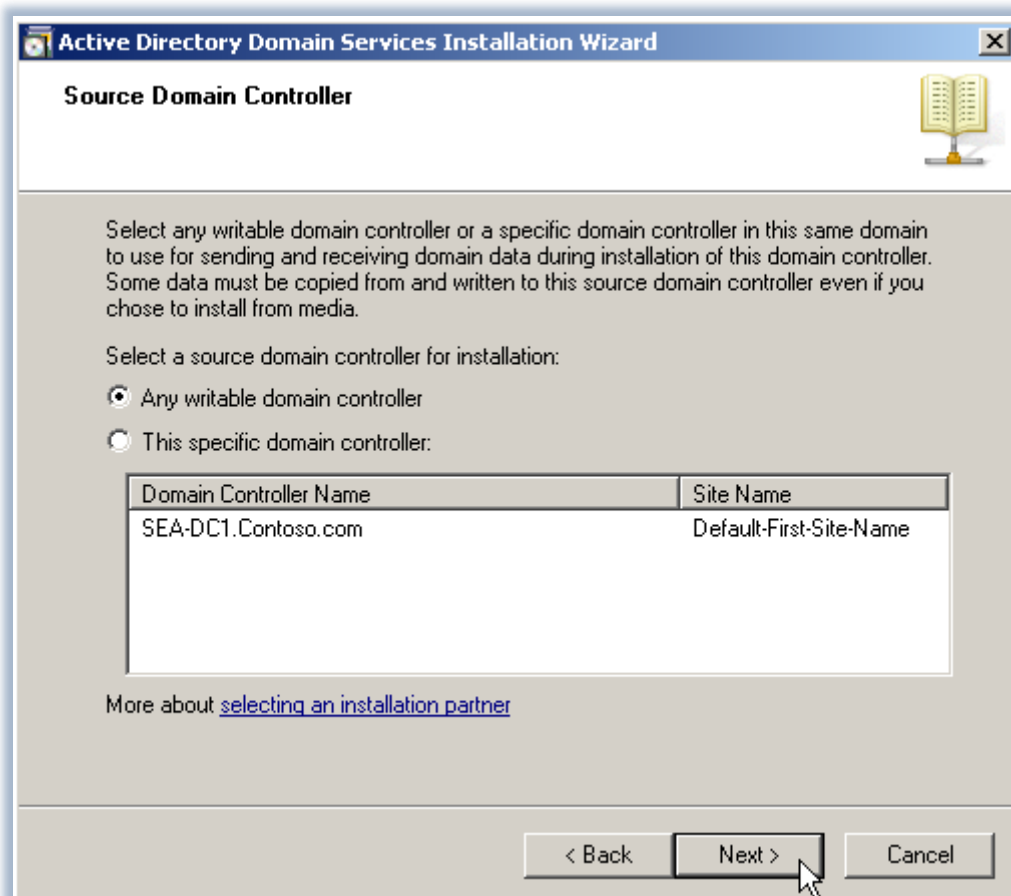 Active Directory Domain Services Installation Wizard
Source Domain Controller
Select any writable domain controller or a specific domain controller in this same domain
to use for sending and receiving domain data during installation of this domain controller.
Some data must be copied from and written to this source domain controller even if you
chose to install from media.
Select a source domain controller for installation:
Any writable domain controller
This specific domain controller:
Domain Controller Name Site Name
SEA-DC1.Contoso.com Default-First-Site-Name
More about selecting an installation partner
< Back Next > Cancel